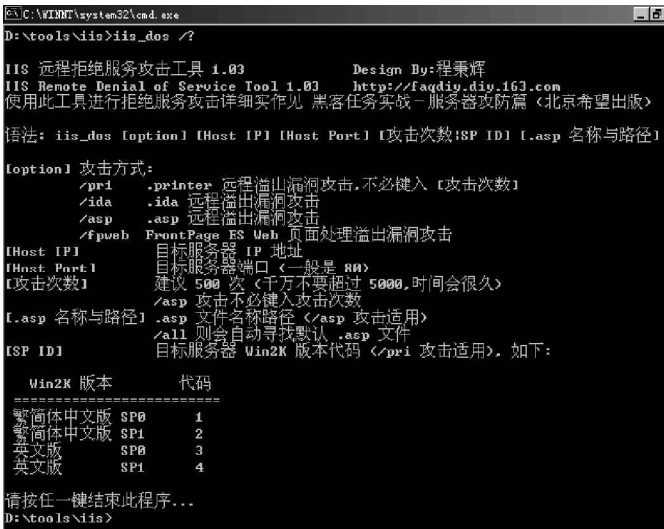 C:\WINNT\system32\cmd.exe
D:\tools\iis>iis_dos /?
IIS 远程拒绝服务攻击工具 1.03 Design By:程秉辉
IIS Remote Denial of Service Tool 1.03 http://faqdiy.diy.163.com
使用此工具进行拒绝服务攻击详细实作见 黑客任务实战-服务器攻防篇 (北京希望出版)
语法: iis_dos [option] [Host IP] [Host Port] [攻击次数|SP ID] [.asp 名称与路径]
[option] 攻击方式:
/pri .printer 远程溢出漏洞攻击,不必键入 [攻击次数]
/ida .ida 远程溢出漏洞攻击
/asp .asp 远程溢出漏洞攻击
/fpweb FrontPage ES Web 页面处理溢出漏洞攻击
[Host IP] 目标服务器 IP 地址
[Host Port] 目标服务器端口 (一般是 80)
[攻击次数] 建议 500 次 (千万不要超过 5000,时间会很久)
/asp 攻击不必键入攻击次数
[.asp 名称与路径] .asp 文件名称路径 (/asp 攻击适用)
/all 则会自动寻找默认 .asp 文件
[SP ID] 目标服务器 Win2K 版本代码 (/pri 攻击适用), 如下:
Win2K 版本 代码
==========================
繁简体中文版 SP0 1
繁简体中文版 SP1 2
英文版 SP0 3
英文版 SP1 4
请按任一键结束此程序...
D:\tools\iis>